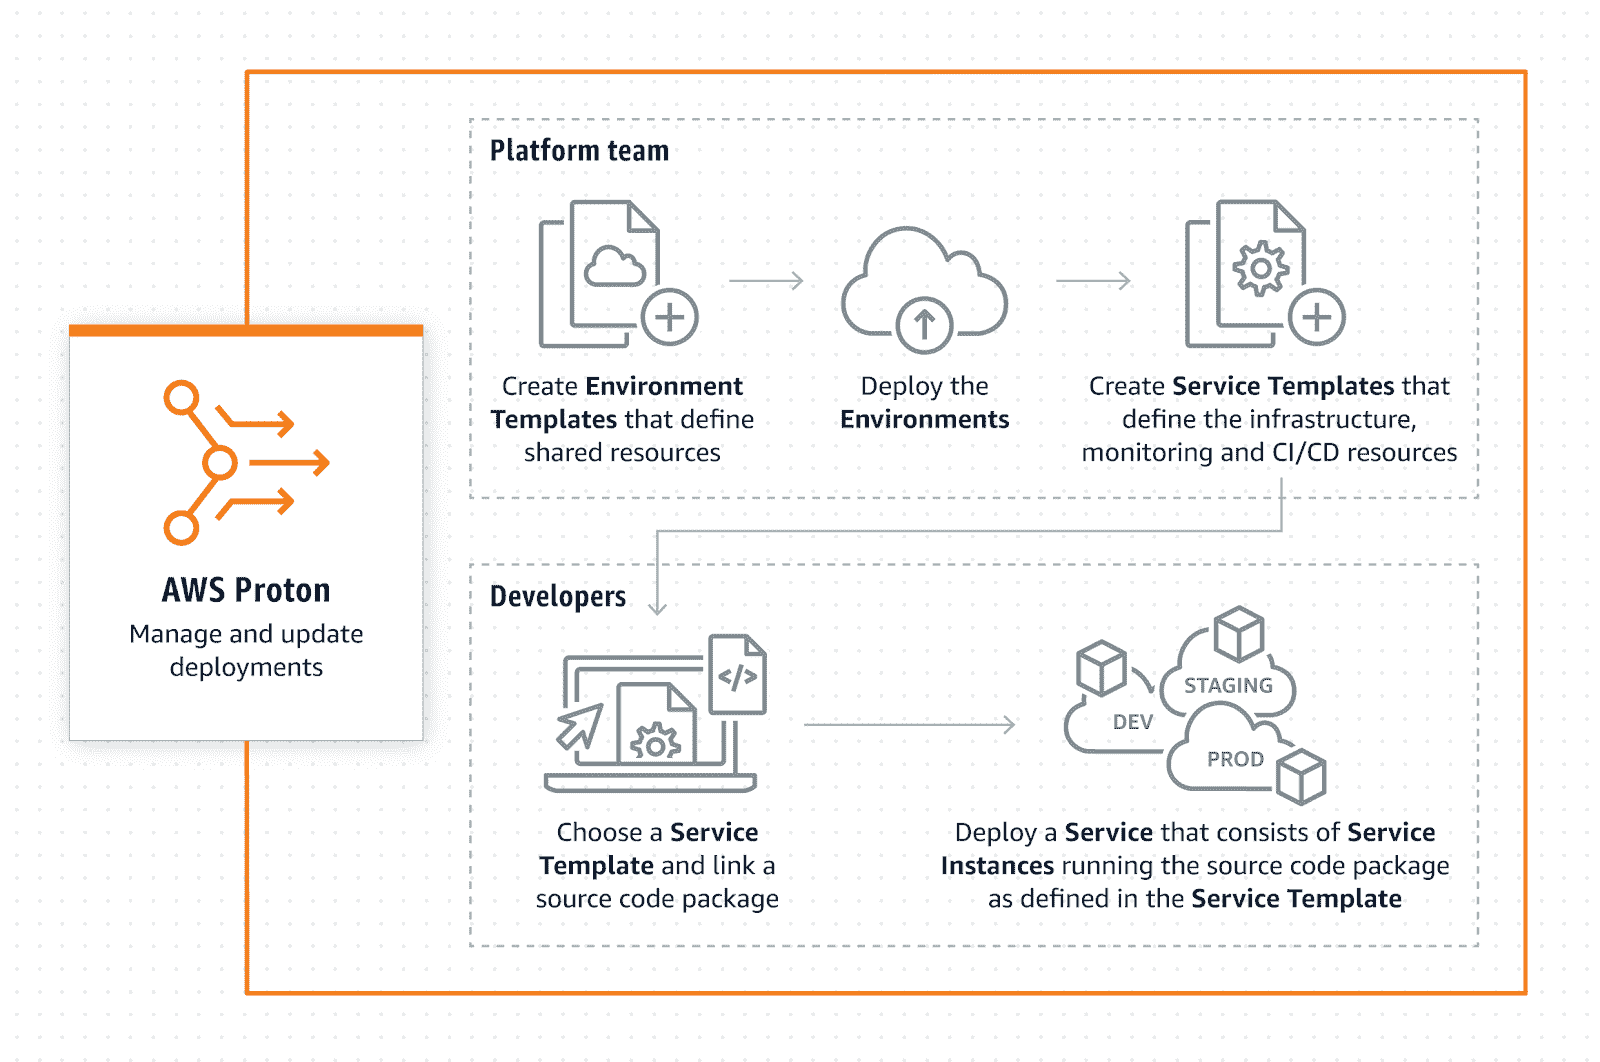 Platform team
Create Environment
Templates that define
shared resources
Deploy the
Environments
Create Service Templates that
define the infrastructure,
monitoring and CI/CD resources
AWS Proton
Manage and update
deployments
Developers
</>
Choose a Service
Template and link a
source code package
STAGING
DEV
PROD
Deploy a Service that consists of Service
Instances running the source code package
as defined in the Service Template